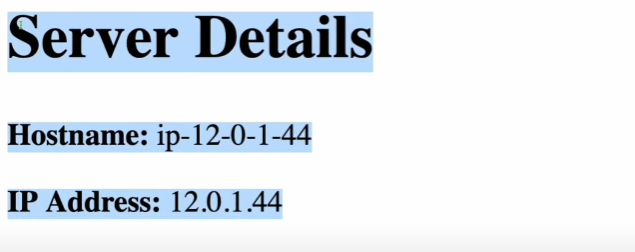 Server Details
Hostname: ip-12-0-1-44
IP Address: 12.0.1.44